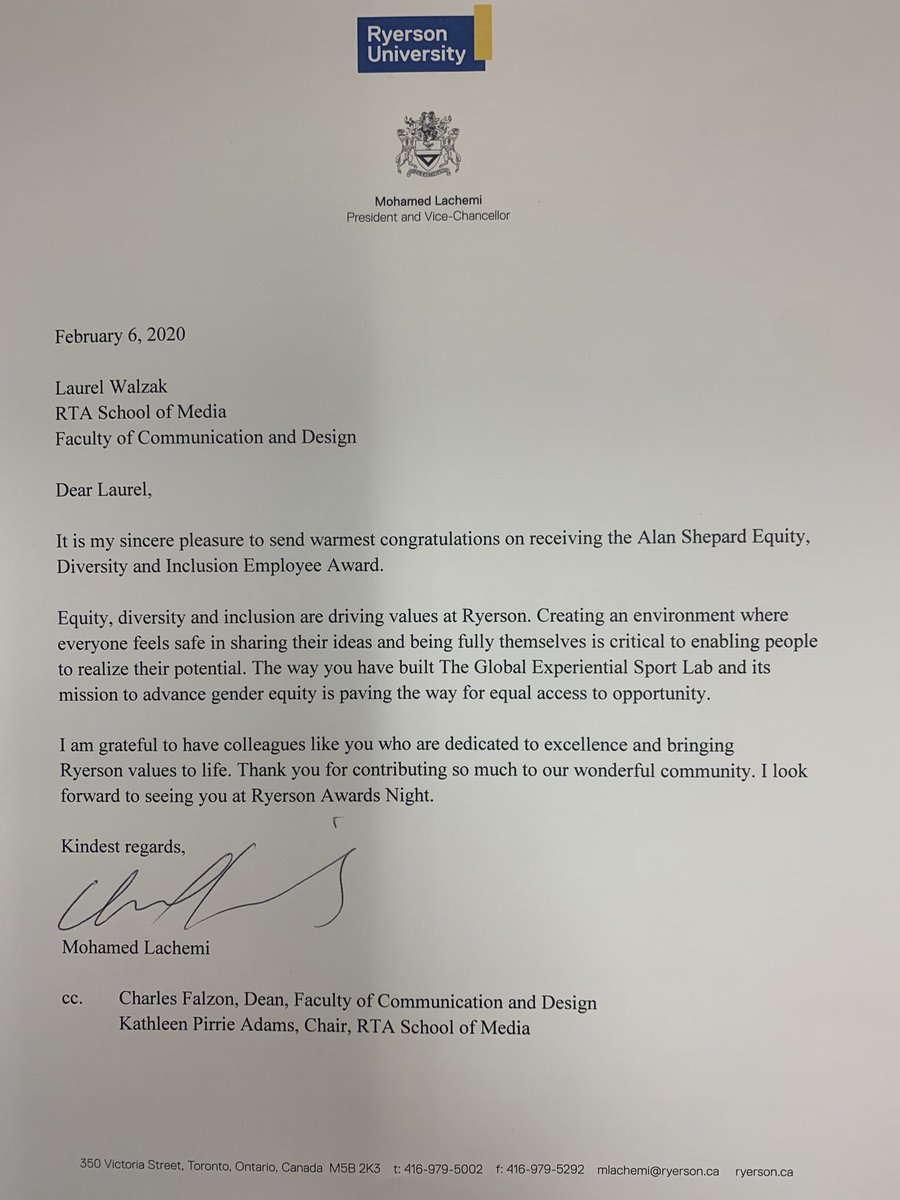 Ryerson
University
Mohamed Lachemi
President and Vice-Chancellor
February 6, 2020
Laurel Walzak
RTA School of Media
Faculty of Communication and Design
Dear Laurel,
It is my sincere pleasure to send warmest congratulations on receiving the Alan Shepard Equity,
Diversity and Inclusion Employee Award.
Equity, diversity and inclusion are driving values at Ryerson. Creating an environment where
everyone feels safe in sharing their ideas and being fully themselves is critical to enabling people
to realize their potential. The way you have built The Global Experiential Sport Lab and its
mission to advance gender equity is paving the way for equal access to opportunity.
I am grateful to have colleagues like you who are dedicated to excellence and bringing
Ryerson values to life. Thank you for contributing so much to our wonderful community. I look
forward to seeing you at Ryerson Awards Night.
Kindest regards,
Mohamed Lachemi
cc. Charles Falzon, Dean, Faculty of Communication and Design
Kathleen Pirrie Adams, Chair, RTA School of Media
350 Victoria Street, Toronto, Ontario, Canada M5B 2K3 t: 416-979-5002 f: 416-979-5292 mlachemi@ryerson.ca ryerson.ca